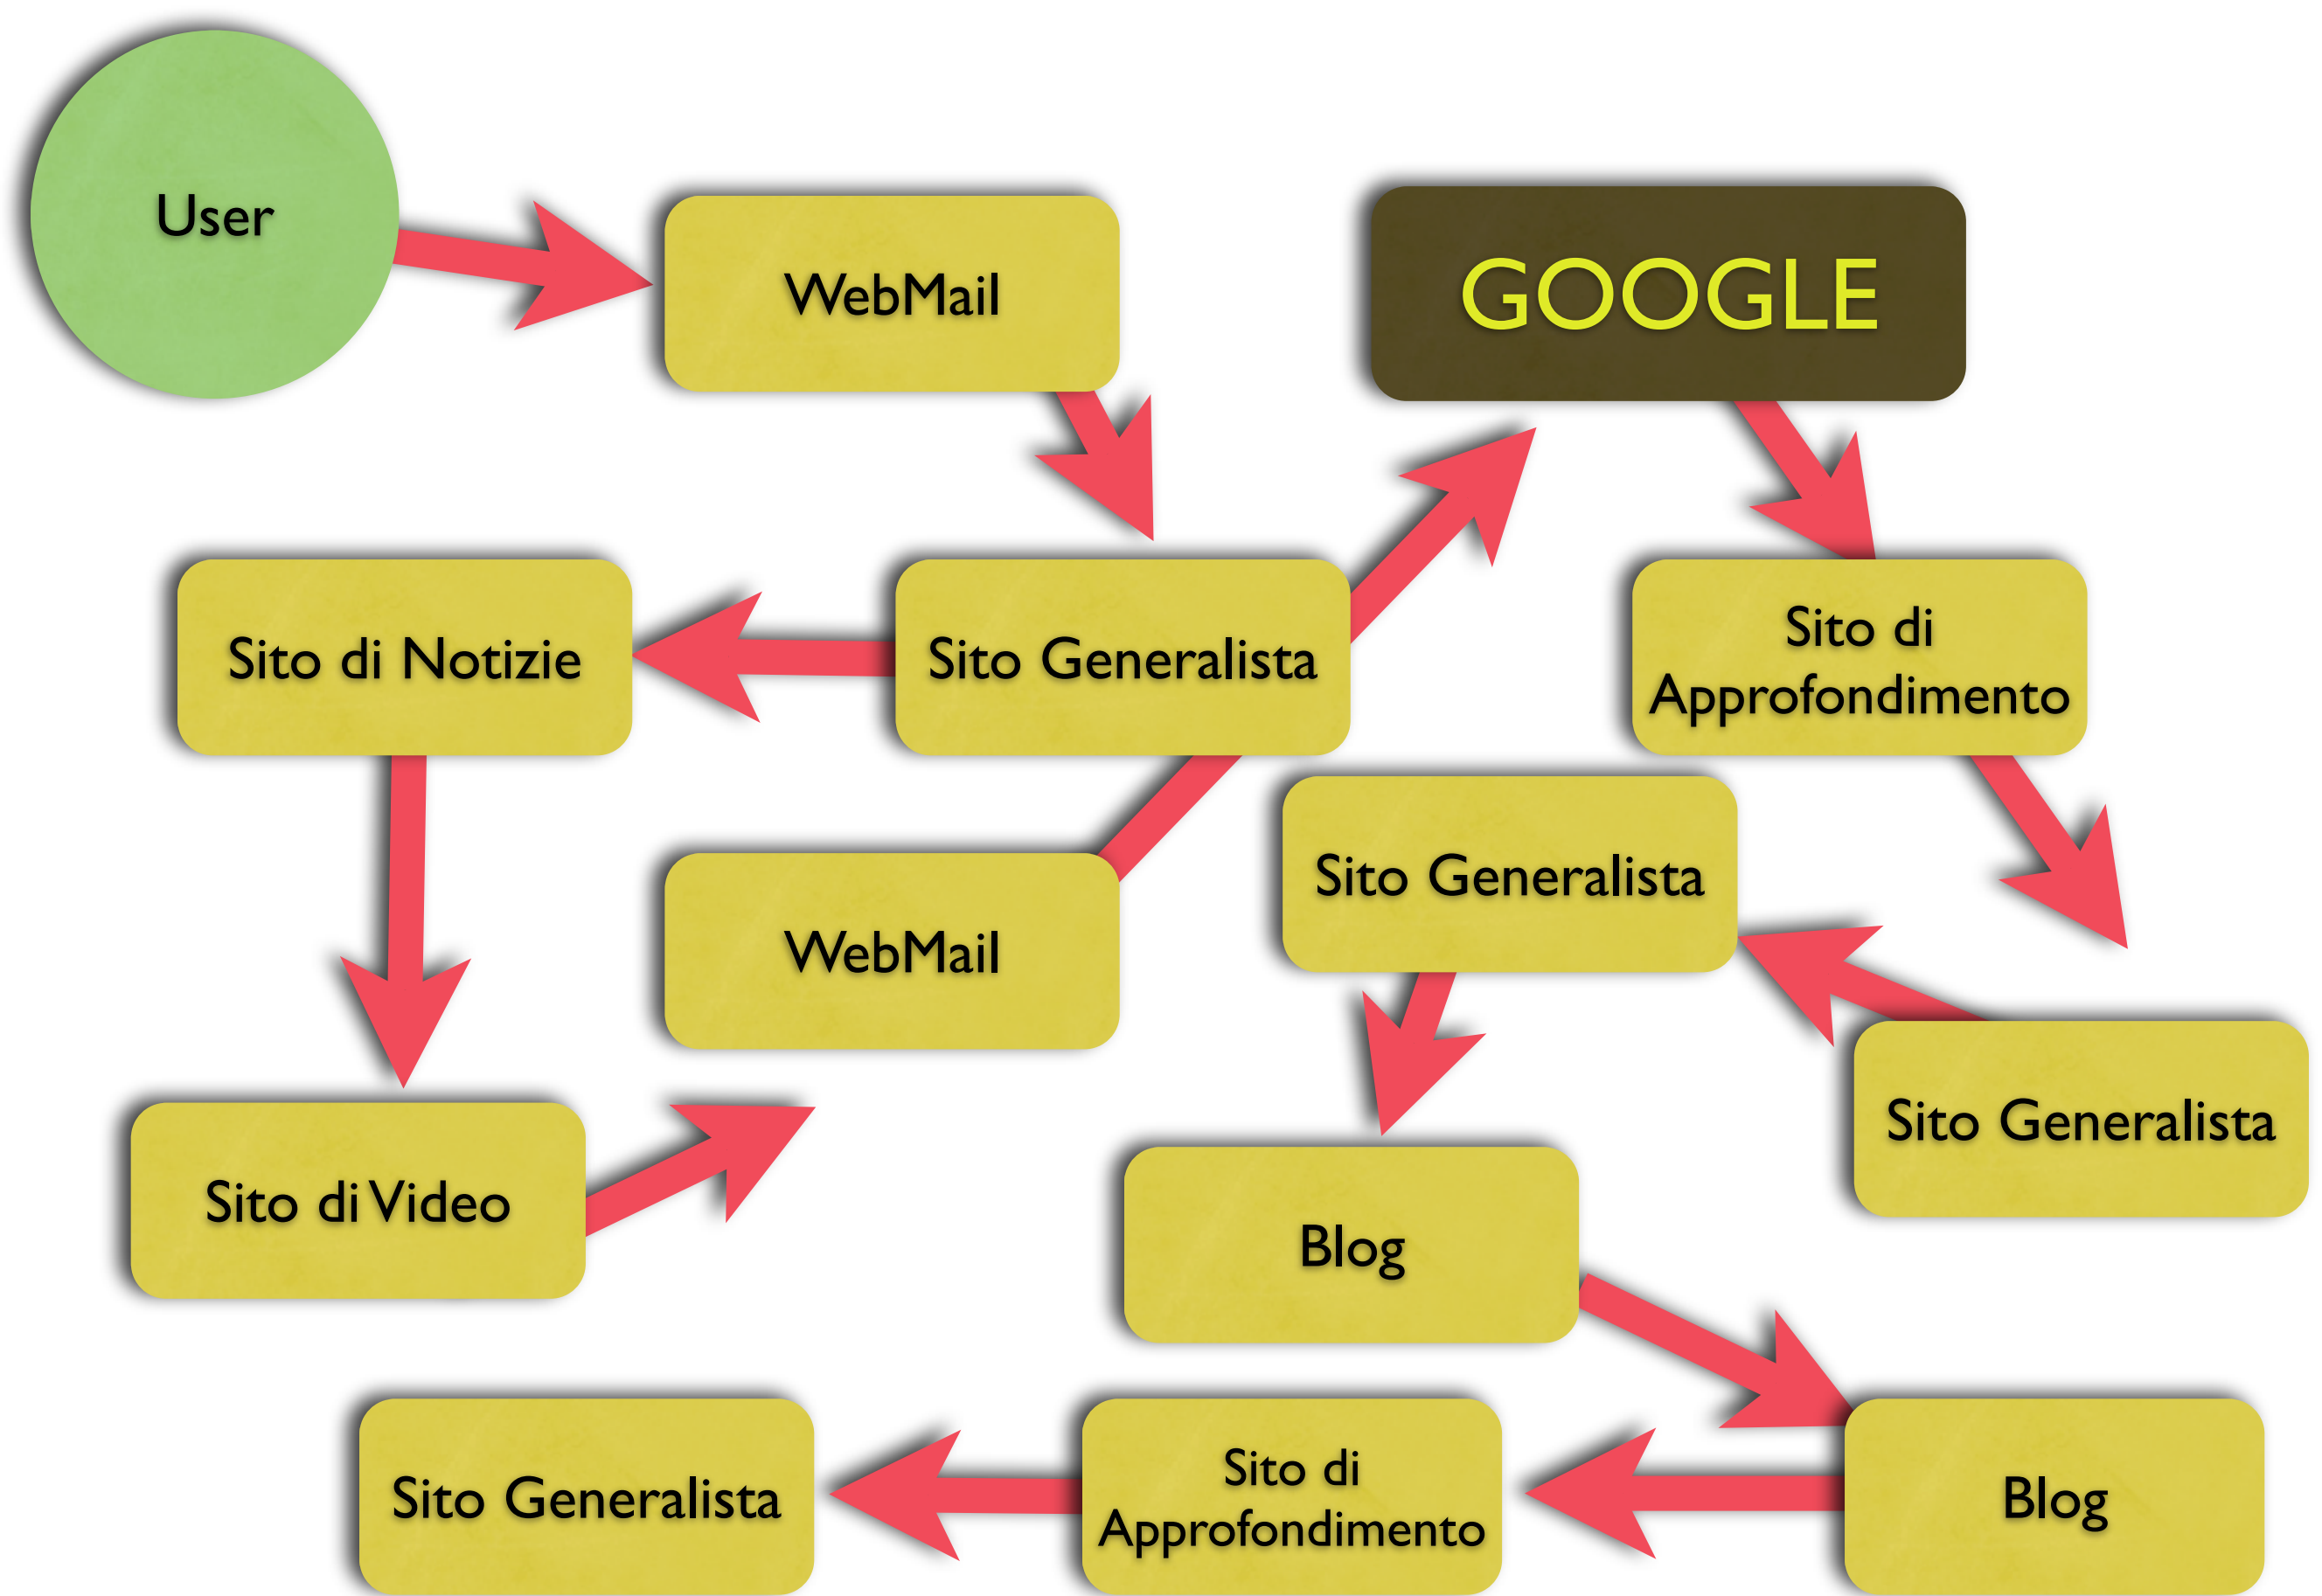 User
WebMail
GOOGLE
Sito di Notizie
Sito Generalista
Sito di
Approfondimento
Sito Generalista
WebMail
Sito Generalista
Sito di Video
Blog
Sito Generalista
Sito di
Approfondimento
Blog